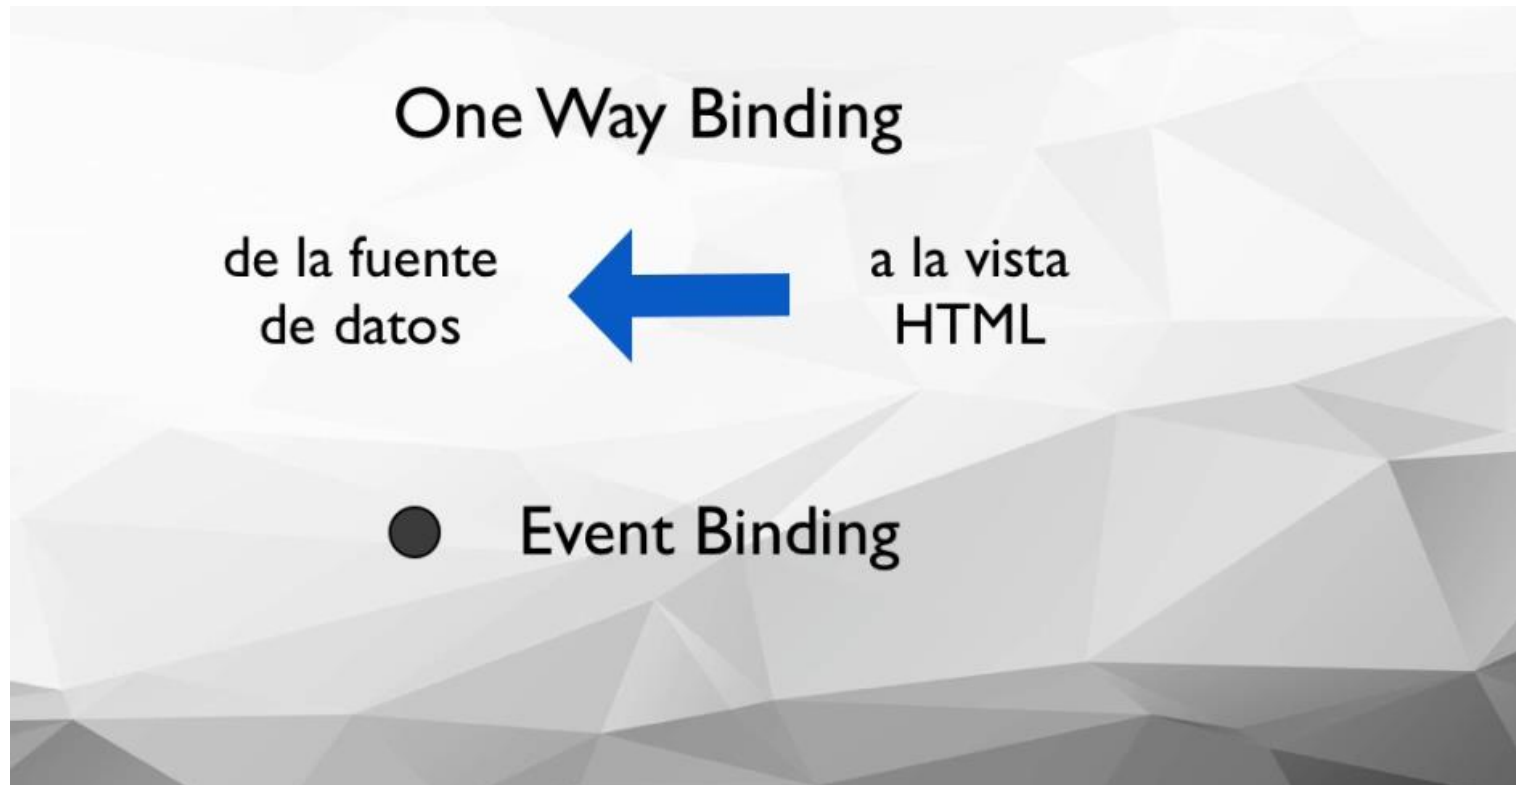 One Way Binding
de la fuente
de datos
a la vista
HTML
Event Binding